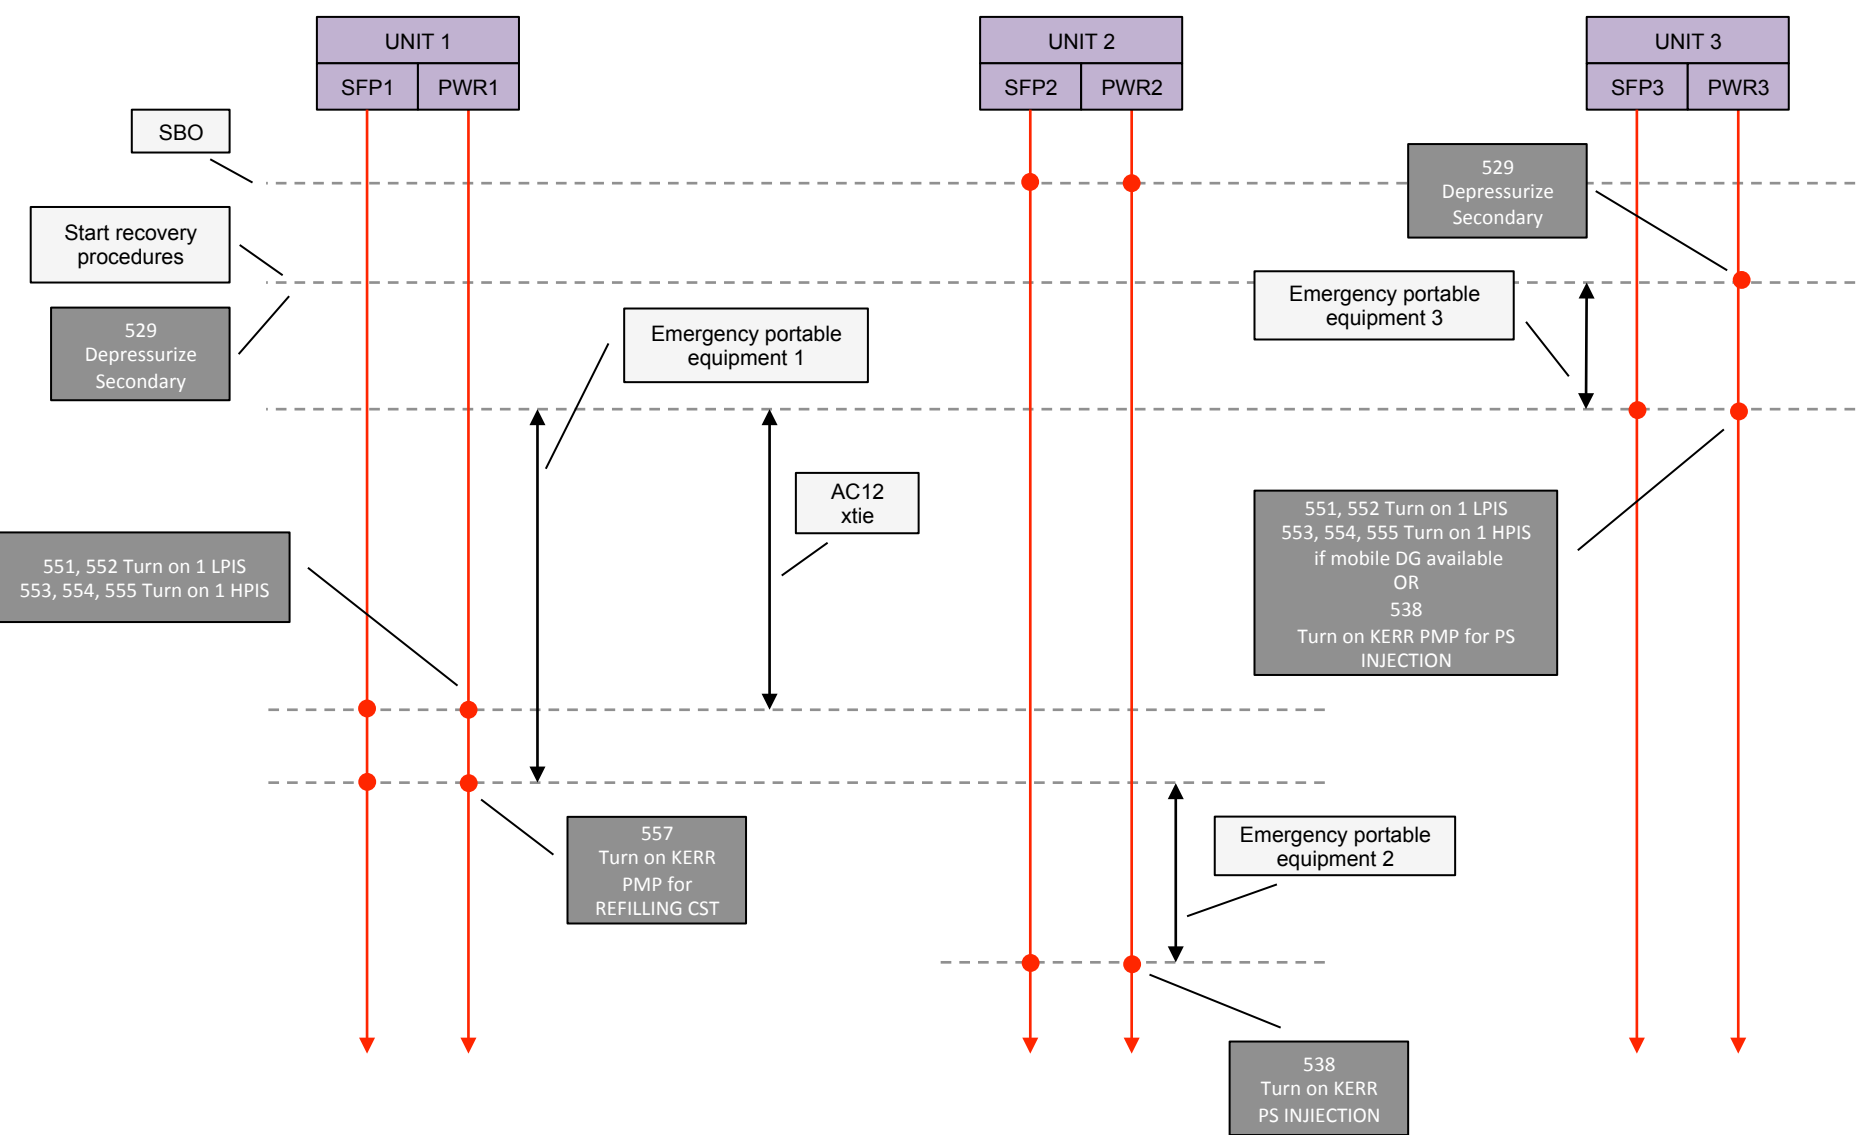 UNIT 1
SFP1
PWR1
UNIT 2
SFP2
PWR2
UNIT 3
SFP3
PWR3
SBO
529
Depressurize
Secondary
Start recovery
procedures
529
Depressurize
Secondary
Emergency portable
equipment 1
Emergency portable
equipment 3
AC12
xtie
551, 552 Turn on 1 LPIS
553, 554, 555 Turn on 1 HPIS
551, 552 Turn on 1 LPIS
553, 554, 555 Turn on 1 HPIS
if mobile DG available
OR
538
Turn on KERR PMP for PS
INJECTION
557
Turn on KERR
PMP for
REFILLING CST
Emergency portable
equipment 2
538
Turn on KERR
PS INJIECTION